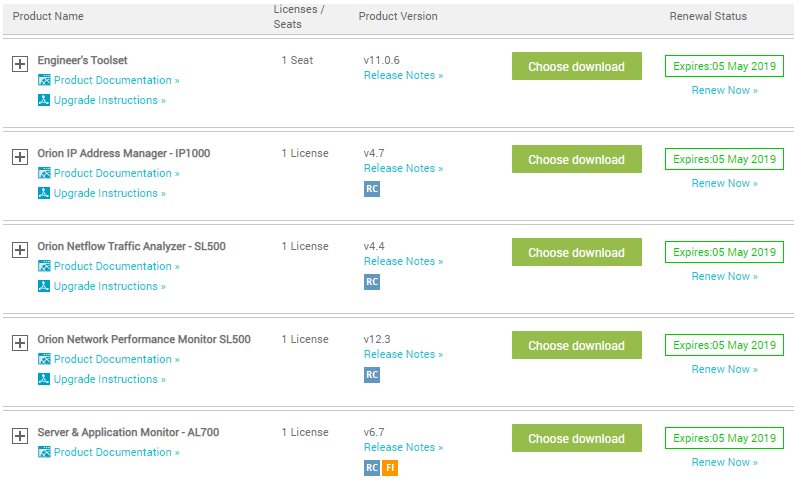 Product Name Licenses / Seats Product Version Renewal Status
Engineer's Toolset 1 Seat v11.0.6 Choose download Expires:05 May 2019
Product Documentation » Release Notes » Renew Now »
Upgrade Instructions »
Orion IP Address Manager - IP1000 1 License v4.7 Choose download Expires:05 May 2019
Product Documentation » Release Notes » Renew Now »
Upgrade Instructions » RC
Orion Netflow Traffic Analyzer - SL500 1 License v4.4 Choose download Expires:05 May 2019
Product Documentation » Release Notes » Renew Now »
Upgrade Instructions » RC
Orion Network Performance Monitor SL500 1 License v12.3 Choose download Expires:05 May 2019
Product Documentation » Release Notes » Renew Now »
Upgrade Instructions » RC
Server & Application Monitor - AL700 1 License v6.7 Choose download Expires:05 May 2019
Product Documentation » Release Notes » Renew Now »
RC FI